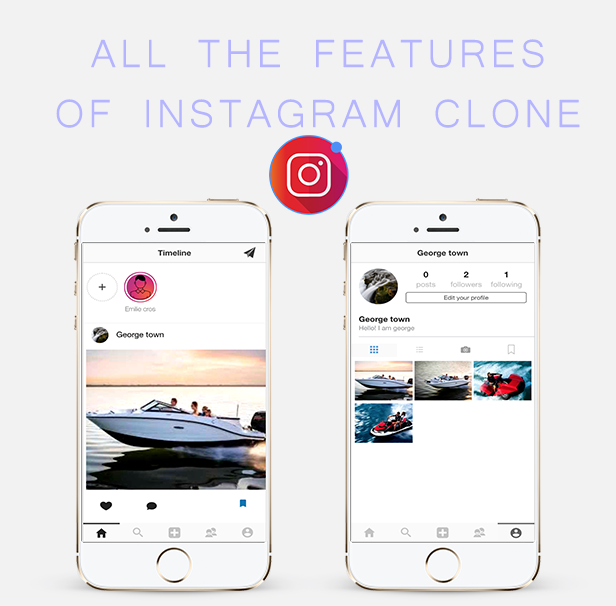 ALL THE FEATURES
OF INSTAGRAM CLONE
Timeline
Emilie oros
George town
George town
0 2 1
posts followers following
Edit your profile
George town
Hello! I am george